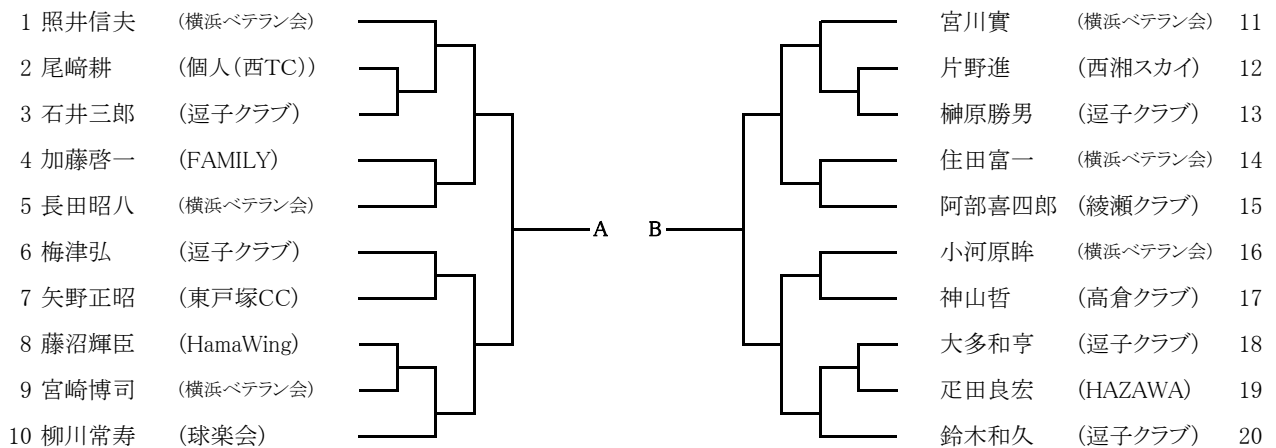 1 照井信夫 (横浜ベテラン会)
2 尾﨑耕 (個人(西TC))
3 石井三郎 (逗子クラブ)
4 加藤啓一 (FAMILY)
5 長田昭八 (横浜ベテラン会)
6 梅津弘 (逗子クラブ)
7 矢野正昭 (東戸塚CC)
8 藤沼輝臣 (HamaWing)
9 宮崎博司 (横浜ベテラン会)
10 柳川常寿 (球楽会)
A
B
宮川實 (横浜ベテラン会) 11
片野進 (西湘スカイ) 12
榊原勝男 (逗子クラブ) 13
住田富一 (横浜ベテラン会) 14
阿部喜四郎 (綾瀬クラブ) 15
小河原眸 (横浜ベテラン会) 16
神山哲 (高倉クラブ) 17
大多和亨 (逗子クラブ) 18
疋田良宏 (HAZAWA) 19
鈴木和久 (逗子クラブ) 20